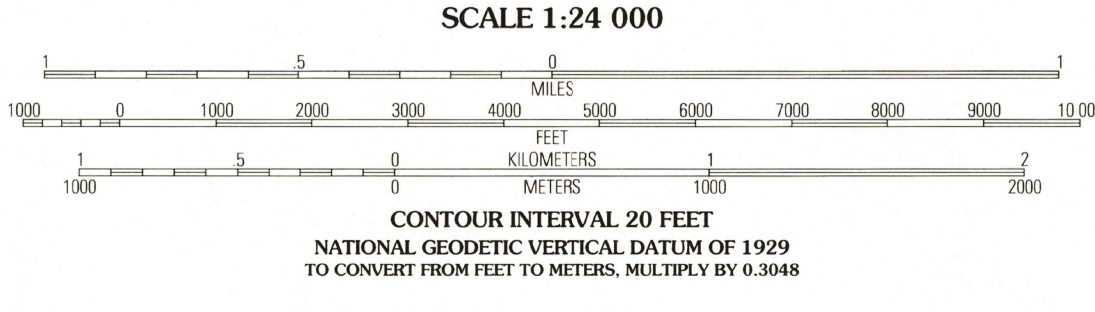 SCALE 1:24 000
1 .5 0 1
MILES
1000 0 1000 2000 3000 4000 5000 6000 7000 8000 9000 10 00
FEET
1 .5 0 KILOMETERS 1 2
1000 0 METERS 1000 2000
CONTOUR INTERVAL 20 FEET
NATIONAL GEODETIC VERTICAL DATUM OF 1929
TO CONVERT FROM FEET TO METERS, MULTIPLY BY 0.3048